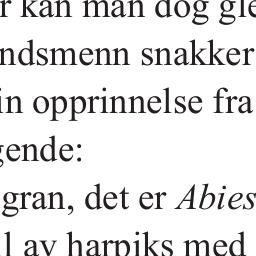 r kan man dog gle
ndsmenn snakker
in opprinnelse fra
gende:
gran, det er Abies
l av harpiks med